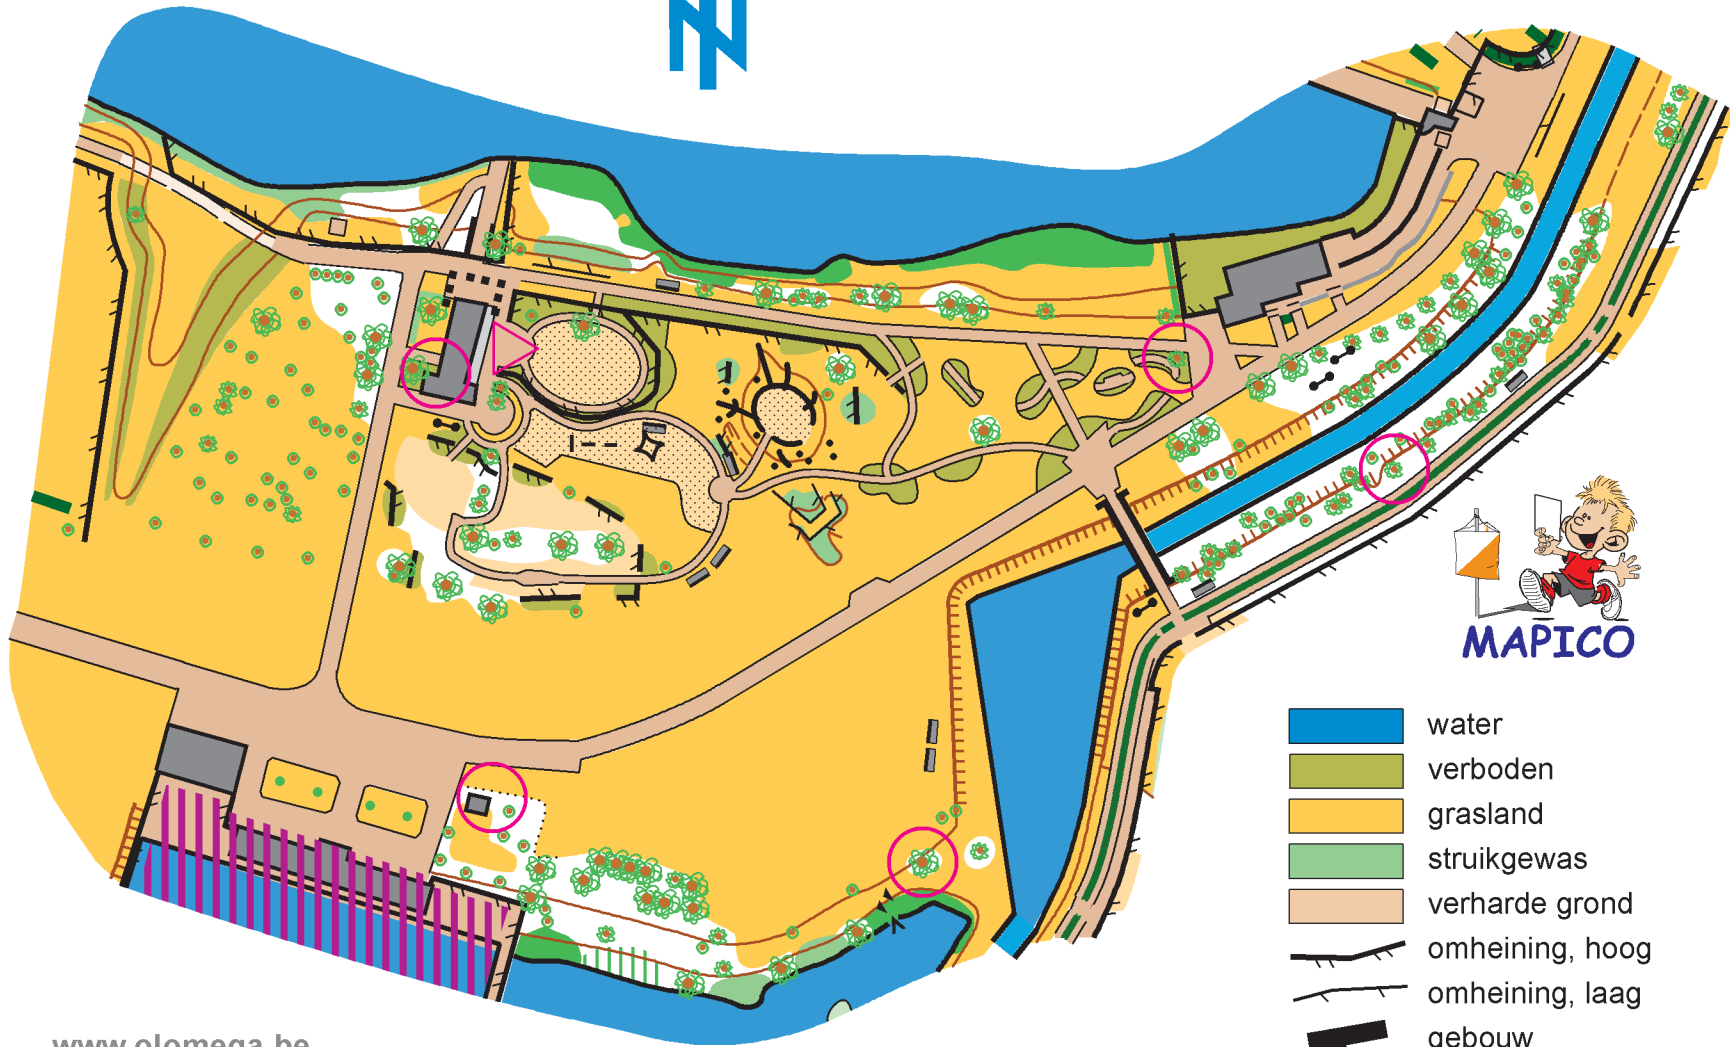 N
MAPICO
water
verboden
grasland
struikgewas
verharde grond
omheining, hoog
omheining, laag
gebouw
www.olomega.be